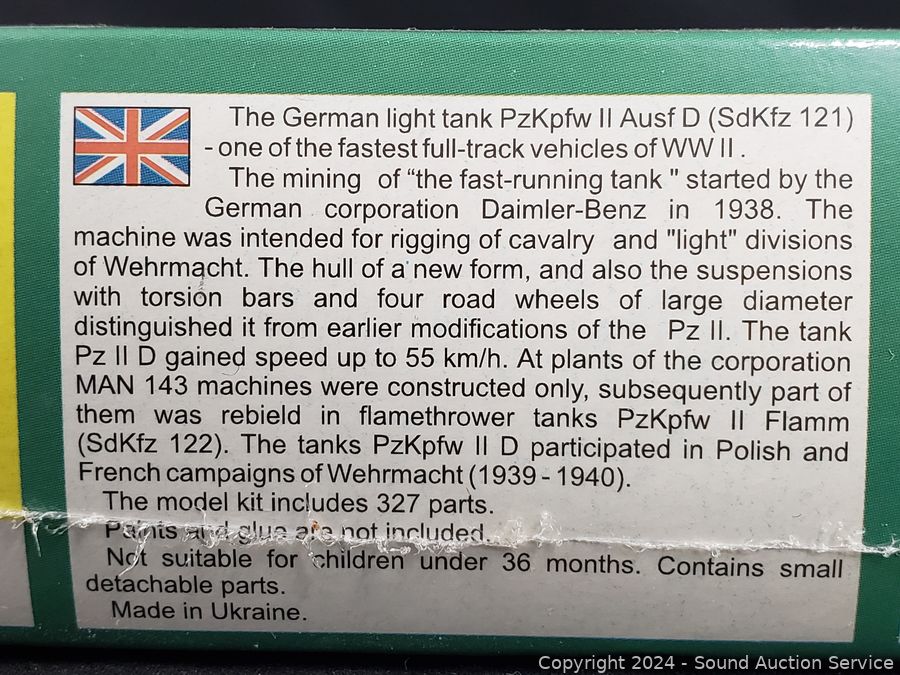 The German light tank PzKpfw II Ausf D (SdKfz 121)
- one of the fastest full-track vehicles of WW II .
The mining of “the fast-running tank " started by the
German corporation Daimler-Benz in 1938. The
machine was intended for rigging of cavalry and "light" divisions
of Wehrmacht. The hull of a new form, and also the suspensions
with torsion bars and four road wheels of large diameter
distinguished it from earlier modifications of the Pz II. The tank
Pz II D gained speed up to 55 km/h. At plants of the corporation
MAN 143 machines were constructed only, subsequently part of
them was rebield in flamethrower tanks PzKpfw II Flamm
(SdKfz 122). The tanks PzKpfw II D participated in Polish and
French campaigns of Wehrmacht (1939 - 1940).
The model kit includes 327 parts.
Paints and glue are not included.
Not suitable for children under 36 months. Contains small
detachable parts.
Made in Ukraine.
Copyright 2024 - Sound Auction Service